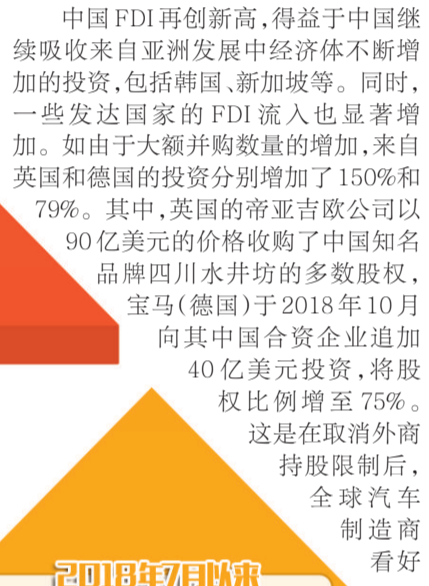 中国FDI再创新高，得益于中国继
续吸收来自亚洲发展中经济体不断增
加的投资，包括韩国、新加坡等。同时，
一些发达国家的FDI流入也显著增
加。如由于大额并购数量的增加，来自
英国和德国的投资分别增加了150%和
79%。其中，英国的帝亚吉欧公司以
90亿美元的价格收购了中国知名
品牌四川水井坊的多数股权，
宝马(德国)于2018年10月
向其中国合资企业追加
40亿美元投资，将股
权比例增至75%。
这是在取消外商
持股限制后，
全球汽车
制造商
看好
2018年7月以来